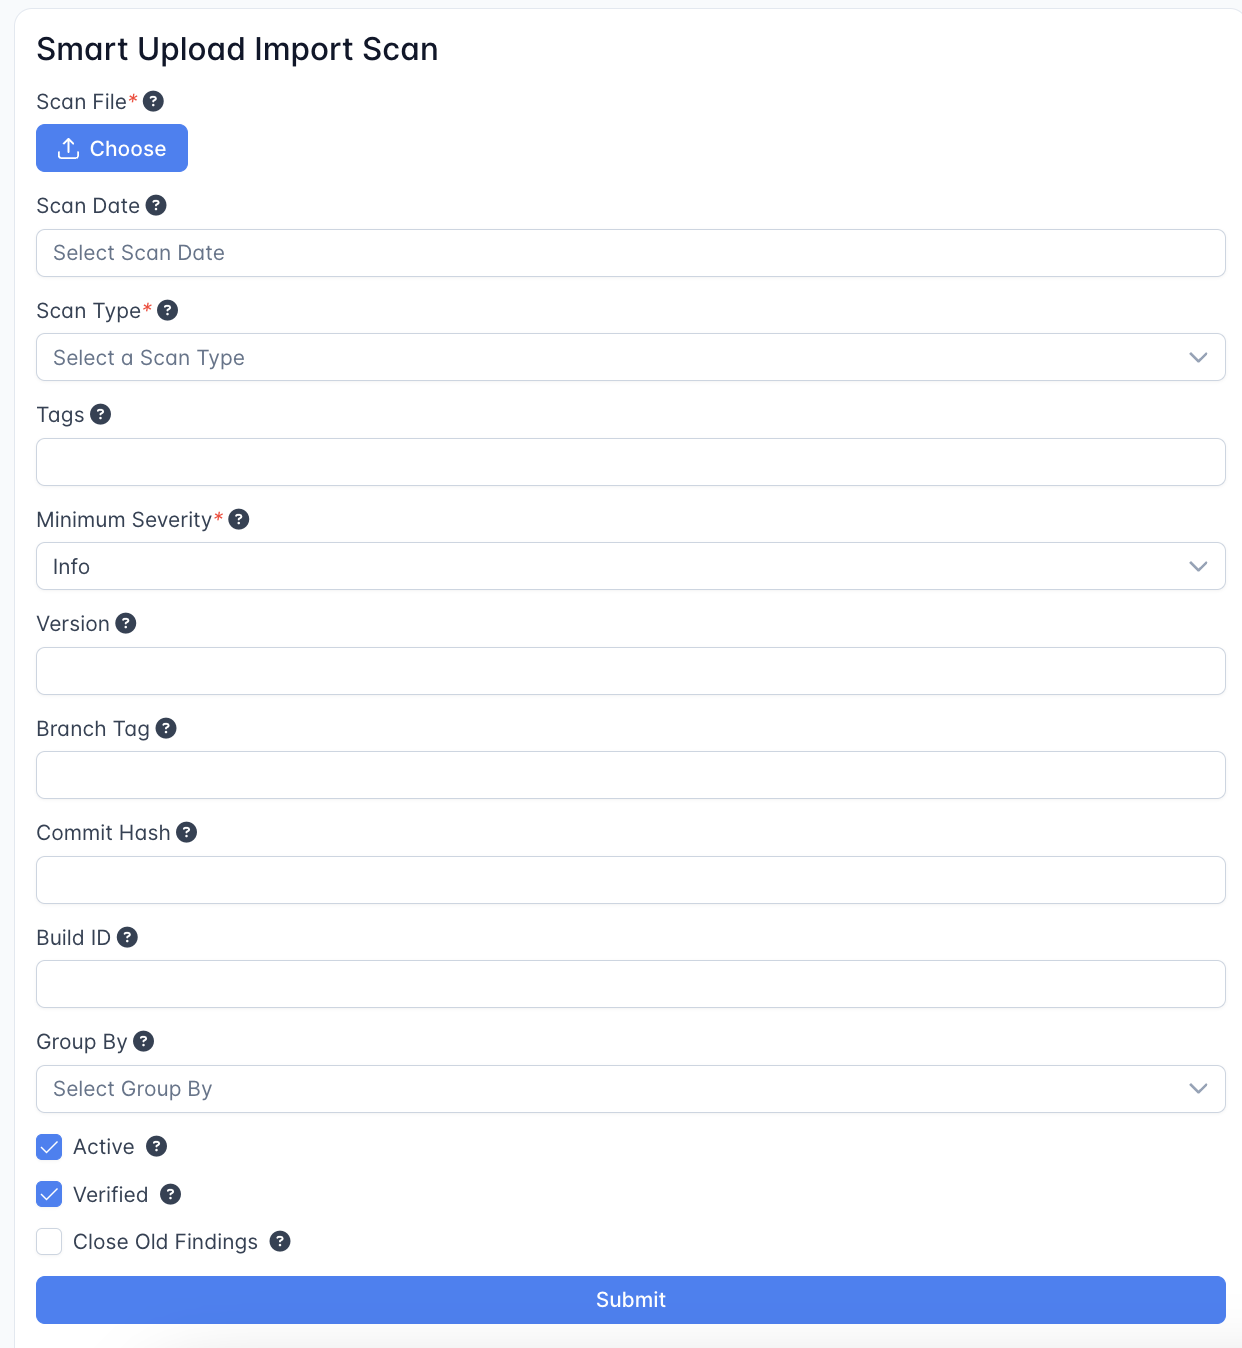 Smart Upload Import Scan
Scan File* ?
Choose
Scan Date ?
Select Scan Date
Scan Type* ?
Select a Scan Type
Tags ?
Minimum Severity* ?
Info
Version ?
Branch Tag ?
Commit Hash ?
Build ID ?
Group By ?
Select Group By
Active ?
Verified ?
Close Old Findings ?
Submit